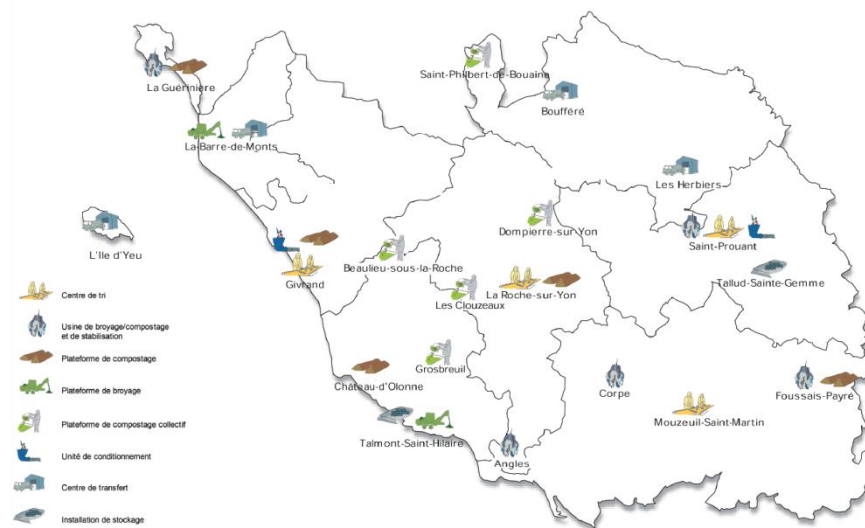 Saint-Philbert-de-Bouaine
La Guérinière
Boufféré
La-Barre-de-Monts
Les Herbiers
Dompierre-sur-Yon
Saint-Prouant
L'Ile d'Yeu
Beaulieu-sous-la-Roche
Givrand
Tallud-Sainte-Gemme
La Roche-sur-Yon
Les Clouzeaux
Grosbreuil
Château-d'Olonne
Corpe
Foussais-Payré
Mouzeuil-Saint-Martin
Talmont-Saint-Hilaire
Angles
Centre de tri
Usine de broyage/compostage
et de stabilisation
Plateforme de compostage
Plateforme de broyage
Plateforme de compostage collectif
Unité de conditionnement
Centre de transfert
Installation de stockage